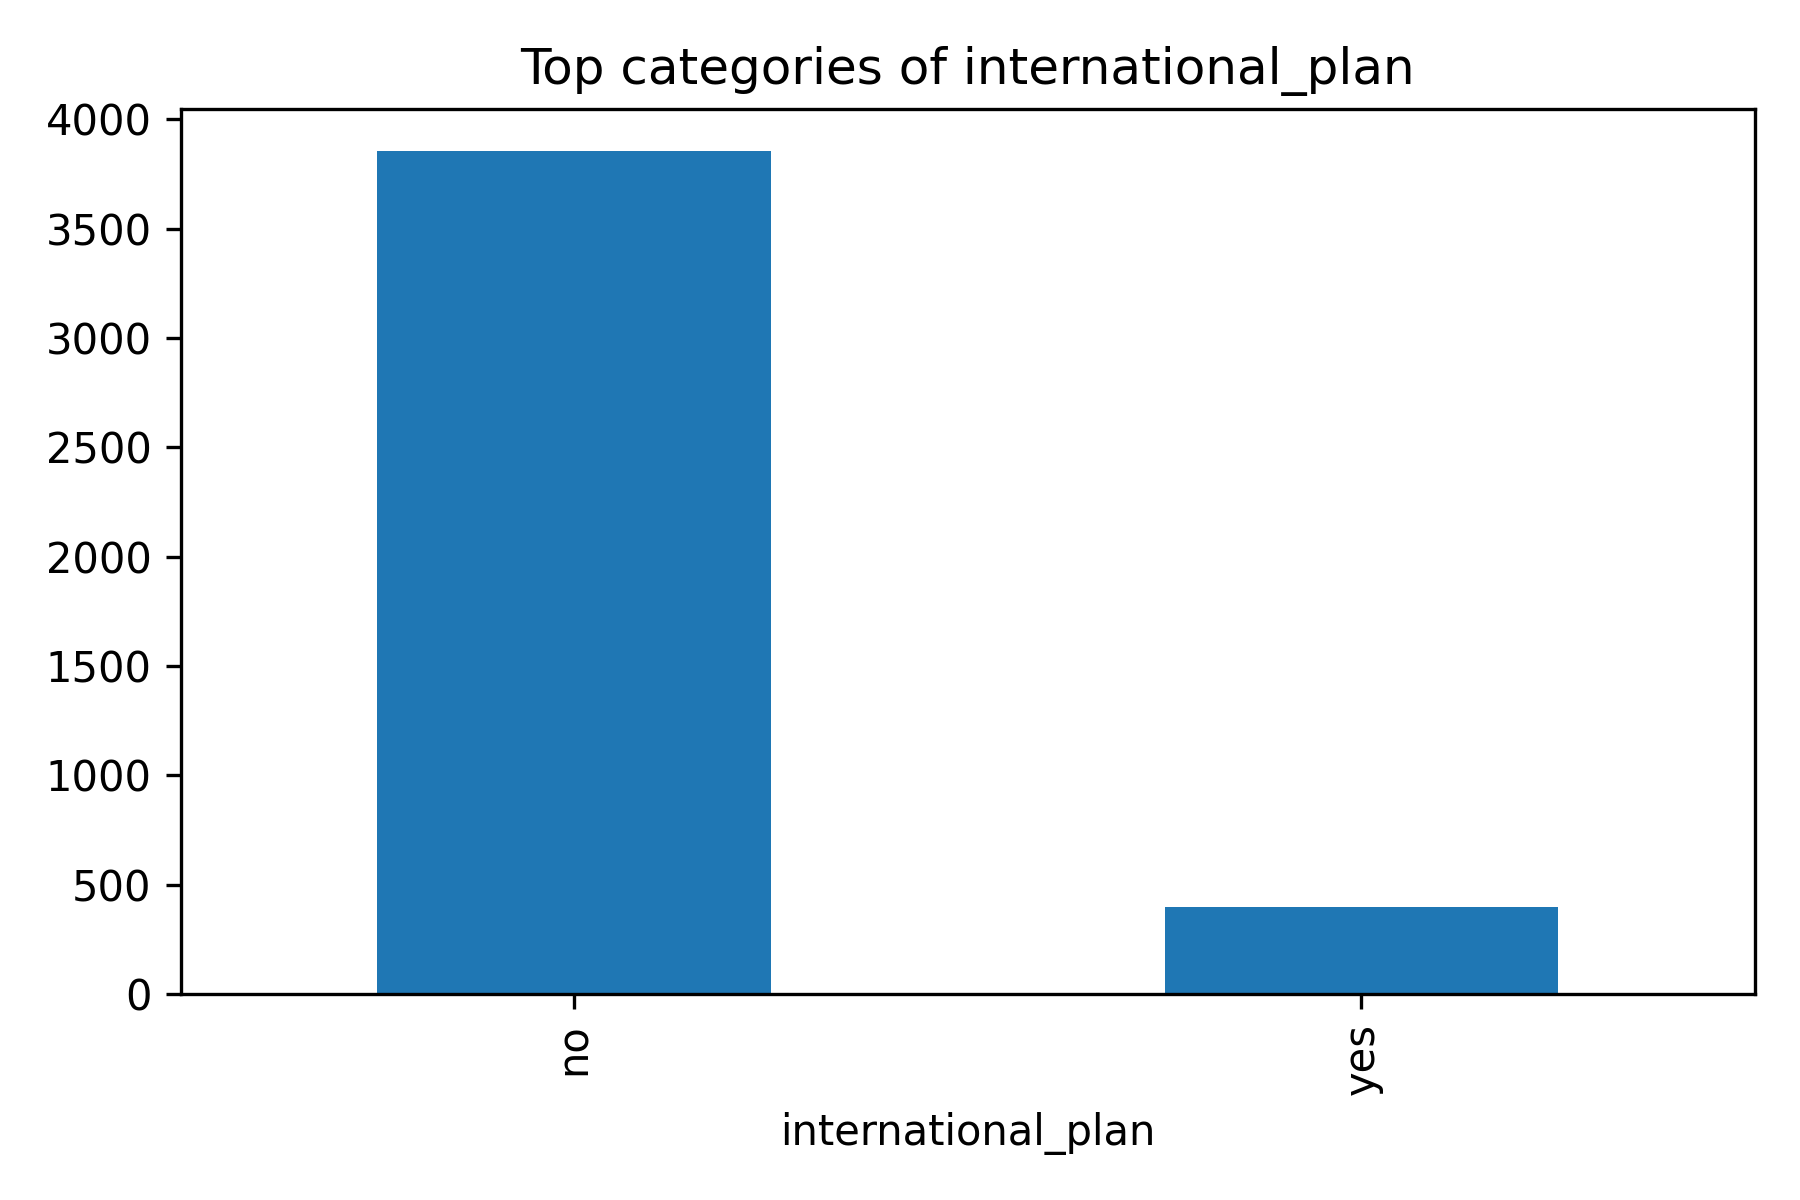 Top categories of international_plan
4000
3500
3000
2500
2000
1500
1000
500
0
no
yes
international_plan